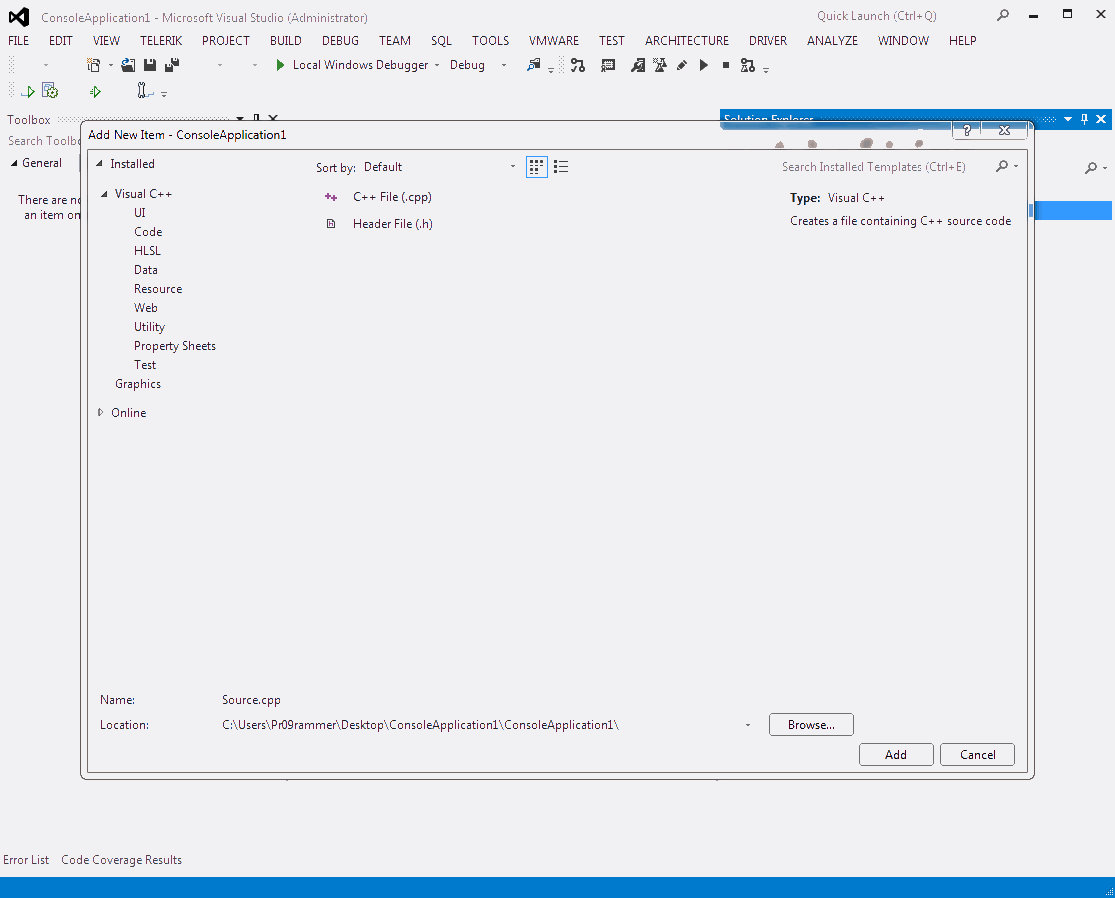 ConsoleApplication1 - Microsoft Visual Studio (Administrator)
Quick Launch (Ctrl+Q)
FILE EDIT VIEW TELERIK PROJECT BUILD DEBUG TEAM SQL TOOLS VMWARE TEST ARCHITECTURE DRIVER ANALYZE WINDOW HELP
Local Windows Debugger Debug
Toolbox
Solution Explorer
Search Toolbo
General
There are no
an item on
Add New Item - ConsoleApplication1
?
Installed
Visual C++
UI
Code
HLSL
Data
Resource
Web
Utility
Property Sheets
Test
Graphics
Online
Sort by: Default
C++ File (.cpp)
Header File (.h)
Search Installed Templates (Ctrl+E)
Type: Visual C++
Creates a file containing C++ source code
Name: Source.cpp
Location: C:\Users\Pr09rammer\Desktop\ConsoleApplication1\ConsoleApplication1\
Browse...
Add Cancel
Error List Code Coverage Results